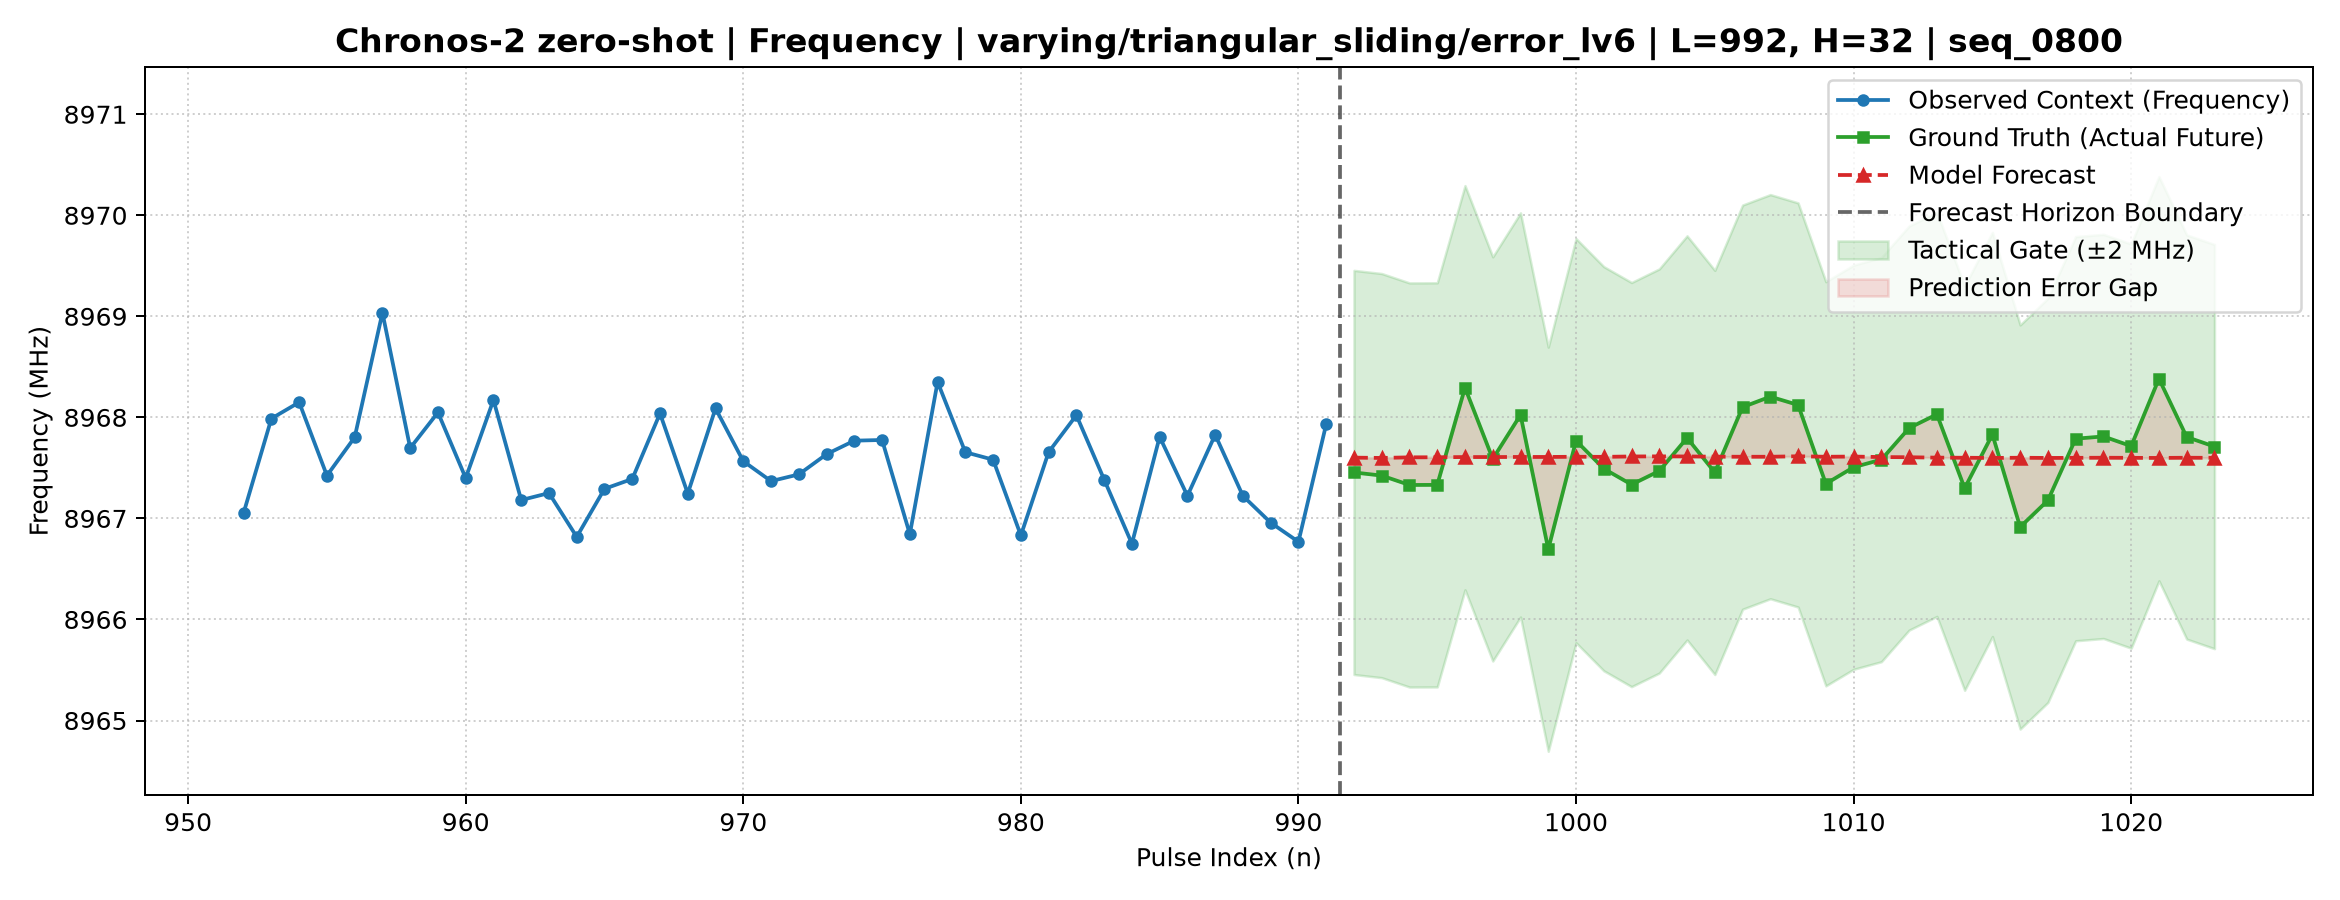 Chronos-2 zero-shot | Frequency | varying/triangular_sliding/error_lv6 | L=992, H=32 | seq_0800
Frequency (MHz)
8971
8970
8969
8968
8967
8966
8965
Observed Context (Frequency)
Ground Truth (Actual Future)
Model Forecast
Forecast Horizon Boundary
Tactical Gate (±2 MHz)
Prediction Error Gap
950
960
970
980
990
1000
1010
1020
Pulse Index (n)